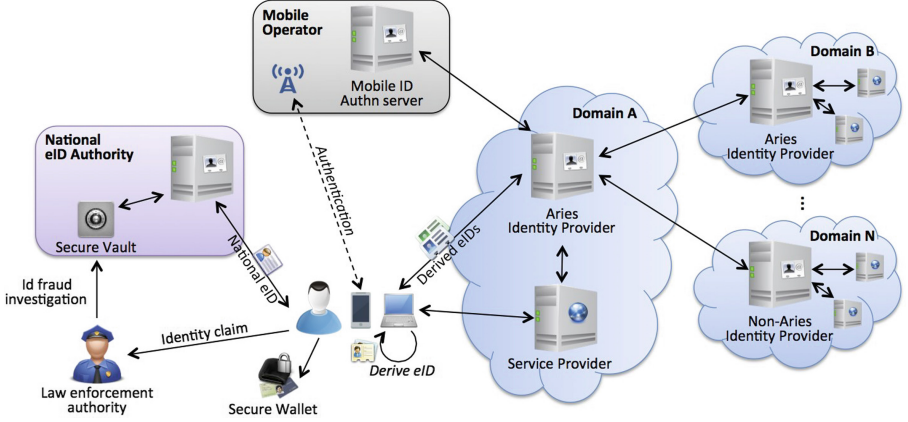 Mobile
Operator
Mobile ID
Authn server
Domain A
Domain B
Aries
Identity Provider
National
eID Authority
Secure Vault
Authentication
Aries
Identity Provider
...
Domain N
National eID
Derived eIDs
Id fraud
investigation
Identity claim
Non-Aries
Identity Provider
Service Provider
Derive eID
Law enforcement
authority
Secure Wallet